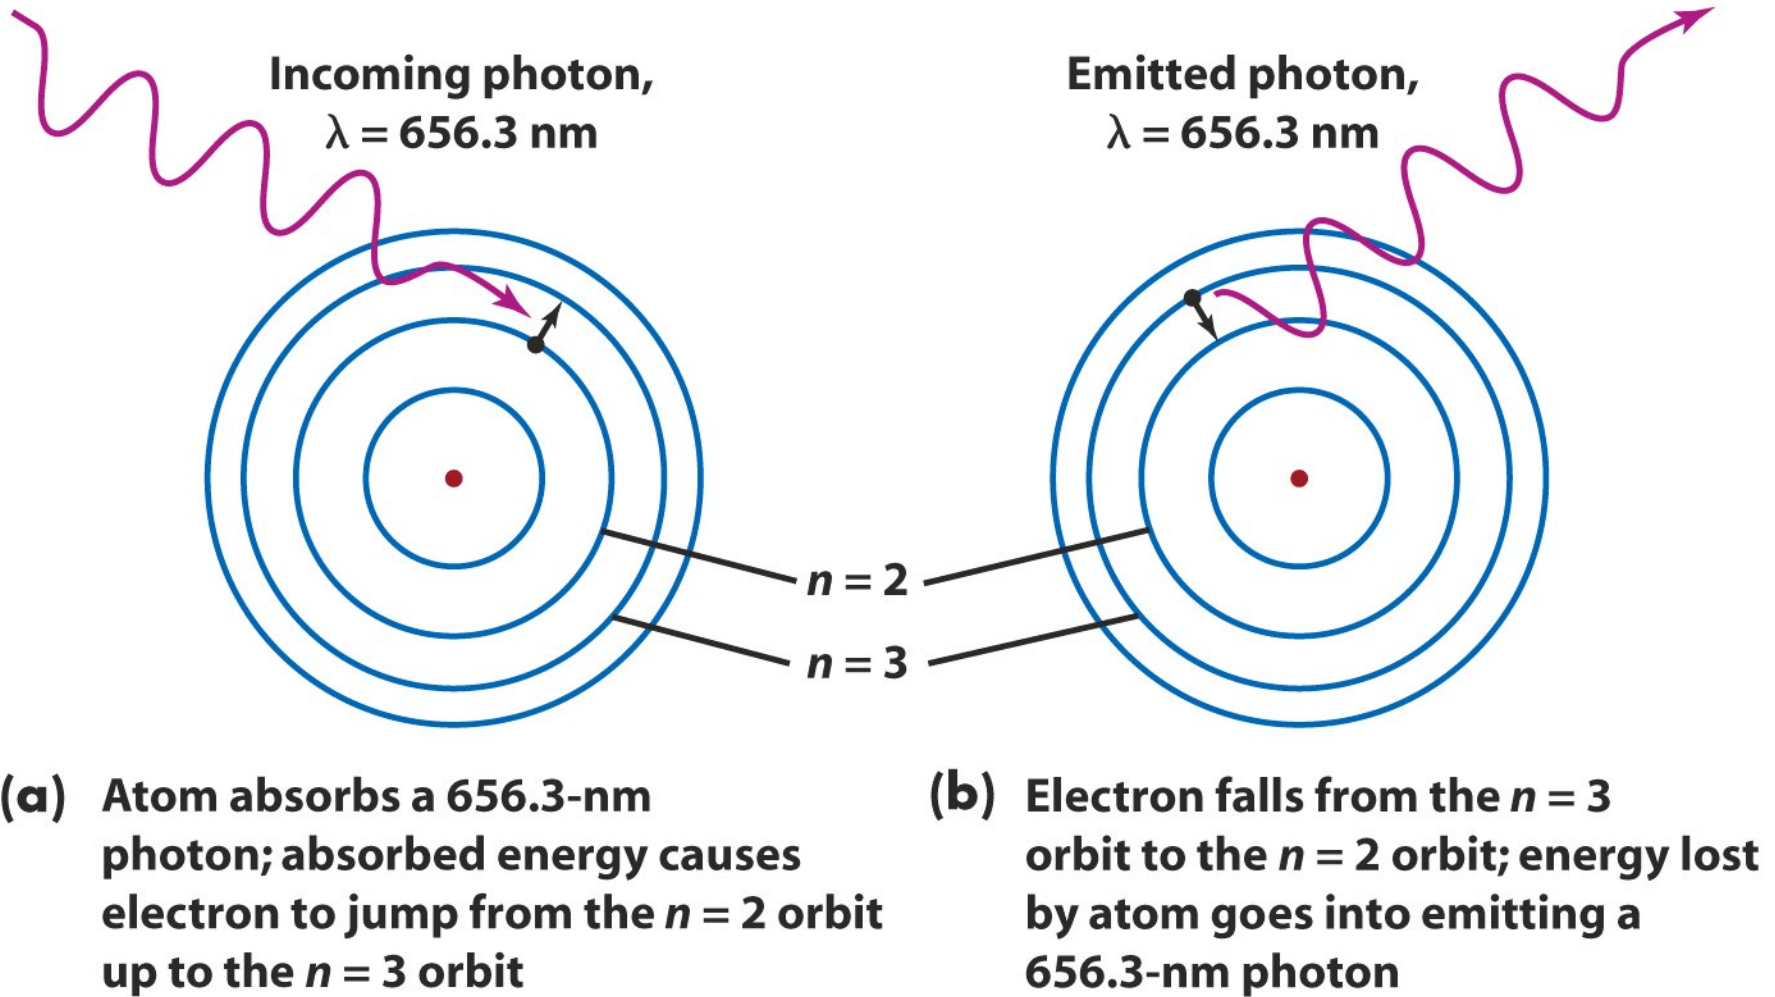 Incoming photon,
λ = 656.3 nm
Emitted photon,
λ = 656.3 nm
n = 2
n = 3
(a) Atom absorbs a 656.3-nm
photon; absorbed energy causes
electron to jump from the n = 2 orbit
up to the n = 3 orbit
(b) Electron falls from the n = 3
orbit to the n = 2 orbit; energy lost
by atom goes into emitting a
656.3-nm photon